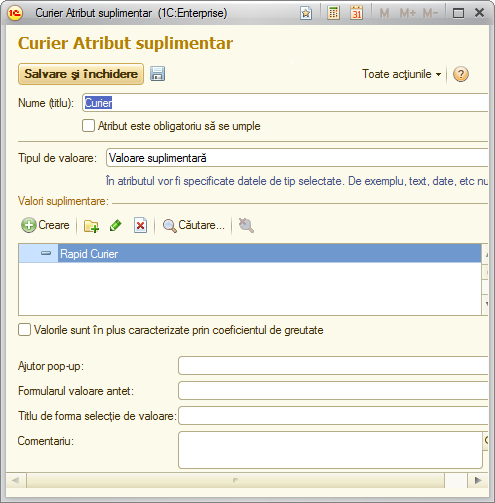 Curier Atribut suplimentar (1C:Enterprise)
M M+ M-
Curier Atribut suplimentar
Salvare și închidere
Toate acțiunile
Nume (titlu): Curier
Atribut este obligatoriu să se umple
Tipul de valoare: Valoare suplimentară
În atributul vor fi specificate datele de tip selectate. De exemplu, text, date, etc nu
Valori suplimentare:
Creare Căutare...
Rapid Curier
Valorile sunt în plus caracterizate prin coeficientul de greutate
Ajutor pop-up:
Formularul valoare antet:
Titlu de forma selecție de valoare:
Comentariu: